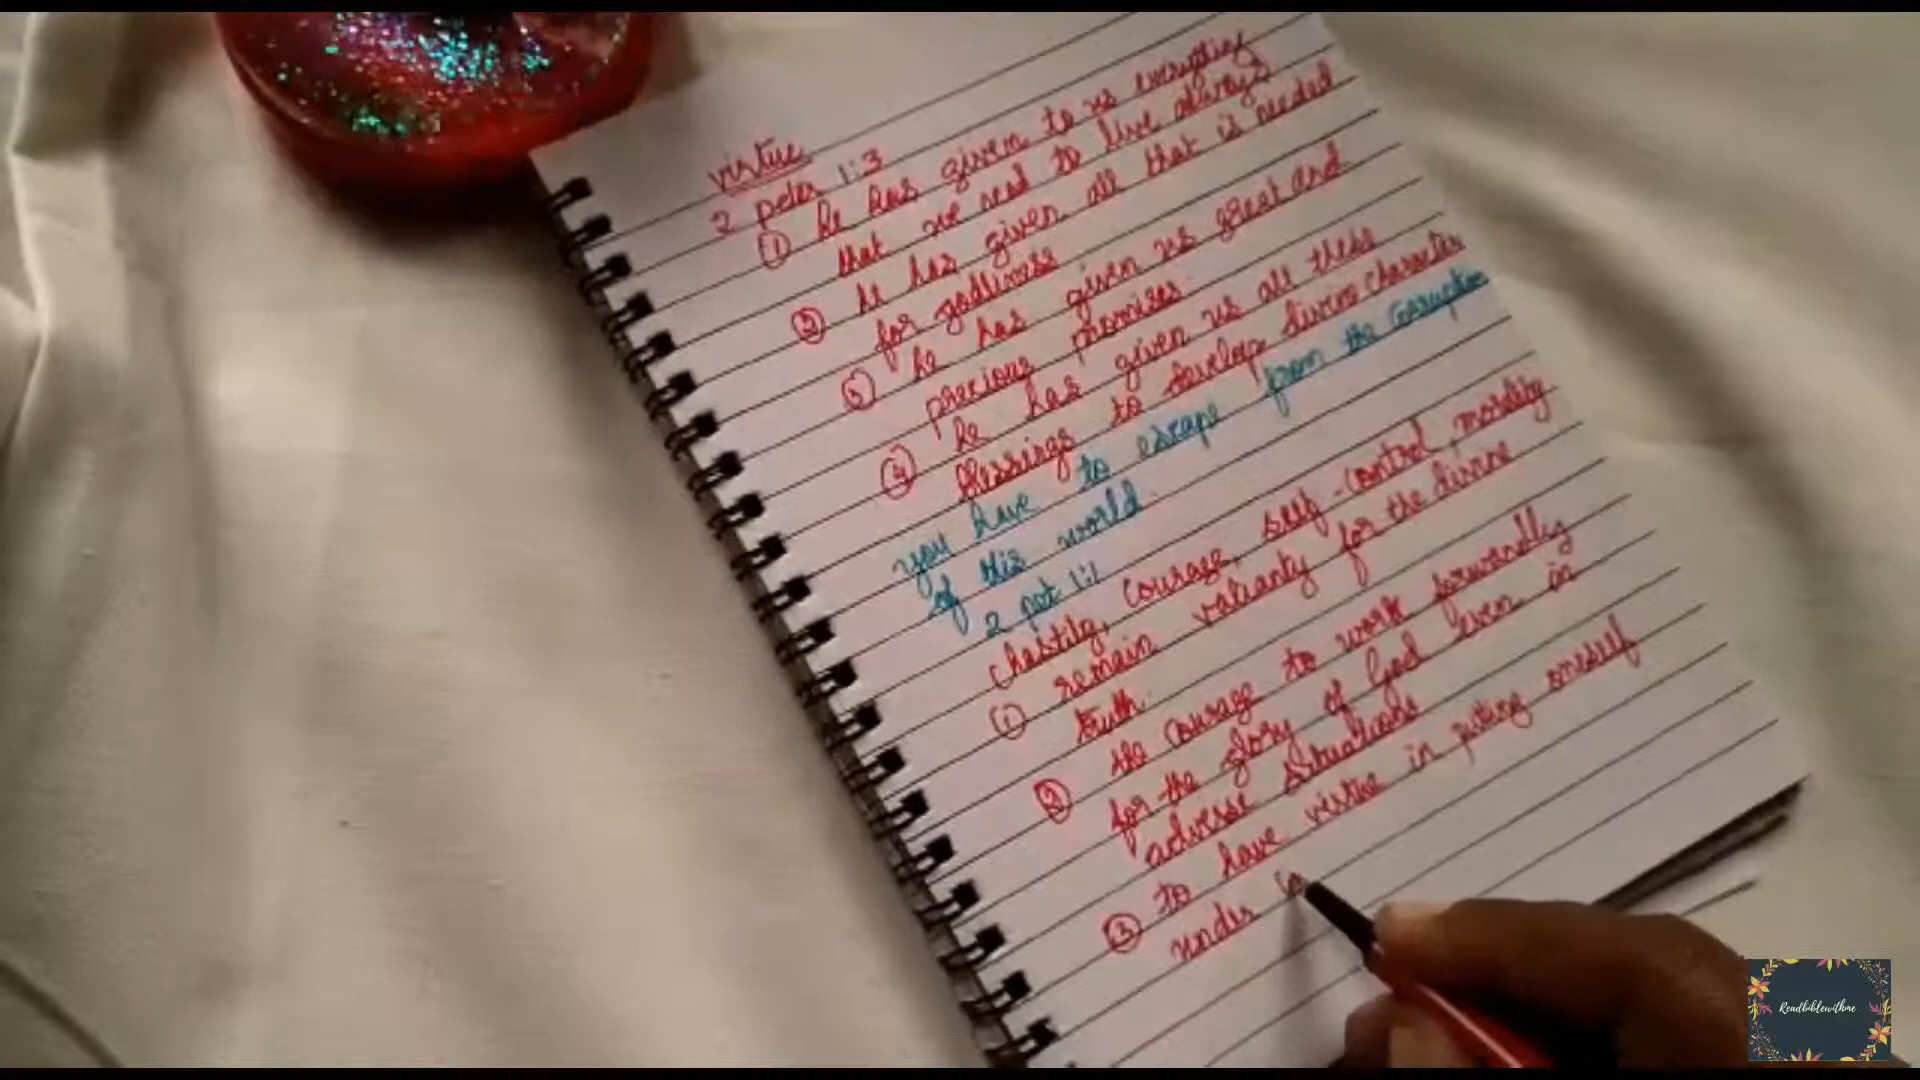 virtue
2 peter 1:3
① he has given to us everything
that we need to live always
② he has given all that is needed
for godliness
③ he has given us great and
precious promises.
④ he has given us all these
blessings to develop divine character
you have to escape from the corruption
of this world.
2 pet 1:1
chastity, courage, self-control, morality
① remain valiantly for the divine
truth.
② the courage to work forwardly
for the glory of God even in
adverse situations
③ to have virtue in putting oneself
under
Readbiblewithme